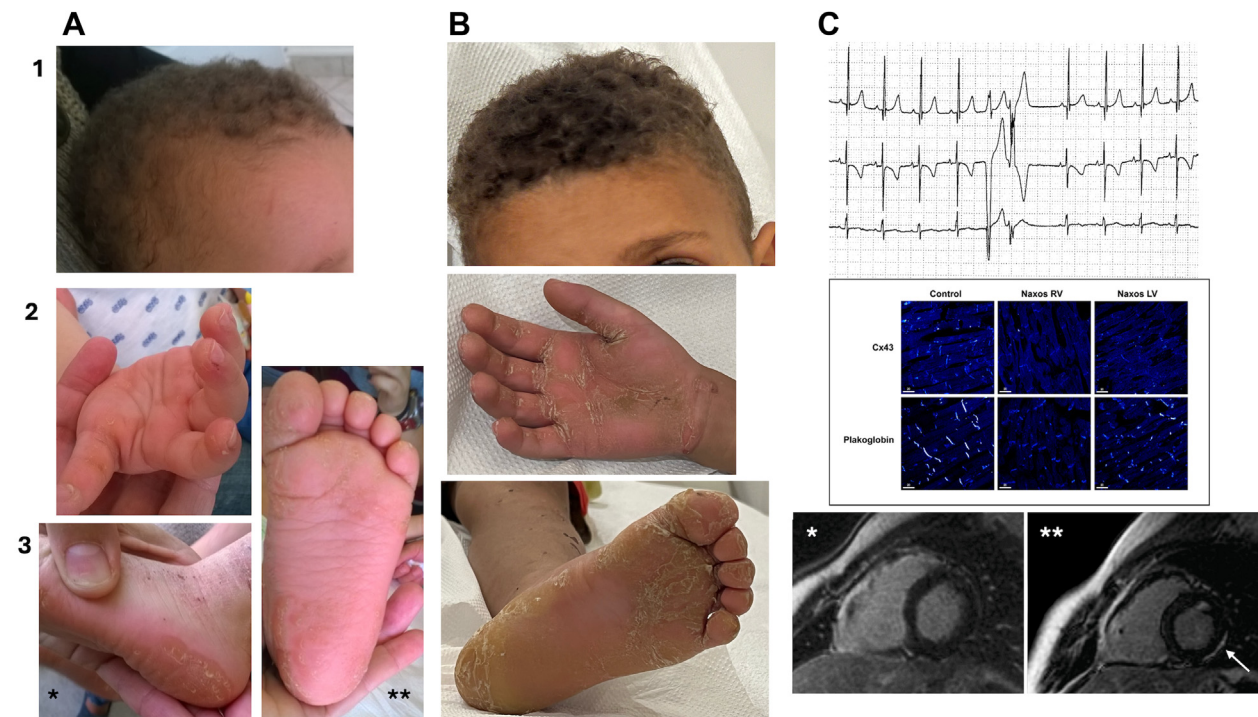 A
B
C
1
2
3
*
**
Control
Naxos RV
Naxos LV
Cx43
Plakoglobin
*
**